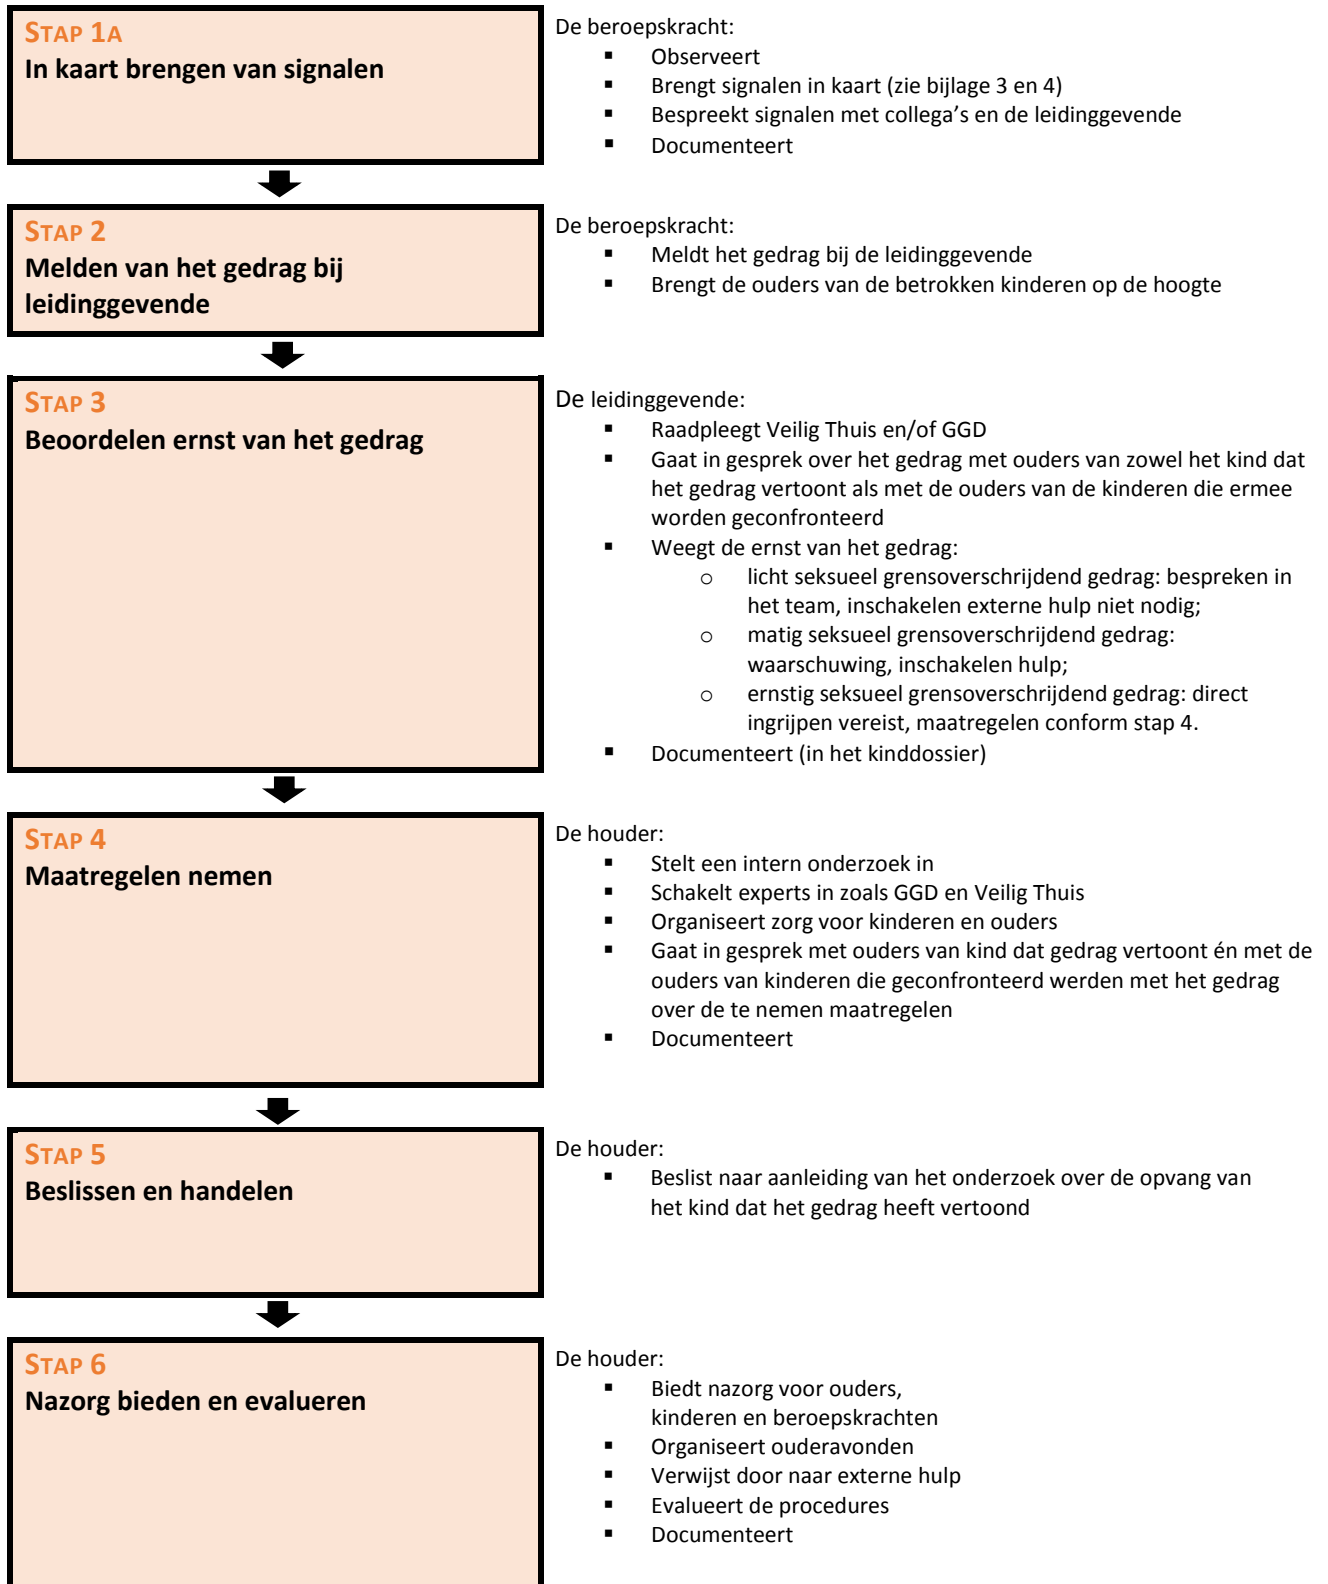 STAP 1A
In kaart brengen van signalen
De beroepskracht:
▪ Observeert
▪ Brengt signalen in kaart (zie bijlage 3 en 4)
▪ Bespreekt signalen met collega's en de leidinggevende
▪ Documenteert
STAP 2
Melden van het gedrag bij
leidinggevende
De beroepskracht:
▪ Meldt het gedrag bij de leidinggevende
▪ Brengt de ouders van de betrokken kinderen op de hoogte
STAP 3
Beoordelen ernst van het gedrag
De leidinggevende:
▪ Raadpleegt Veilig Thuis en/of GGD
▪ Gaat in gesprek over het gedrag met ouders van zowel het kind dat
het gedrag vertoont als met de ouders van de kinderen die ermee
worden geconfronteerd
▪ Weegt de ernst van het gedrag:
o licht seksueel grensoverschrijdend gedrag: bespreken in
het team, inschakelen externe hulp niet nodig;
o matig seksueel grensoverschrijdend gedrag:
waarschuwing, inschakelen hulp;
o ernstig seksueel grensoverschrijdend gedrag: direct
ingrijpen vereist, maatregelen conform stap 4.
▪ Documenteert (in het kinddossier)
STAP 4
Maatregelen nemen
De houder:
▪ Stelt een intern onderzoek in
▪ Schakelt experts in zoals GGD en Veilig Thuis
▪ Organiseert zorg voor kinderen en ouders
▪ Gaat in gesprek met ouders van kind dat gedrag vertoont én met de
ouders van kinderen die geconfronteerd werden met het gedrag
over de te nemen maatregelen
▪ Documenteert
STAP 5
Beslissen en handelen
De houder:
▪ Beslist naar aanleiding van het onderzoek over de opvang van
het kind dat het gedrag heeft vertoond
STAP 6
Nazorg bieden en evalueren
De houder:
▪ Biedt nazorg voor ouders,
kinderen en beroepskrachten
▪ Organiseert ouderavonden
▪ Verwijst door naar externe hulp
▪ Evalueert de procedures
▪ Documenteert